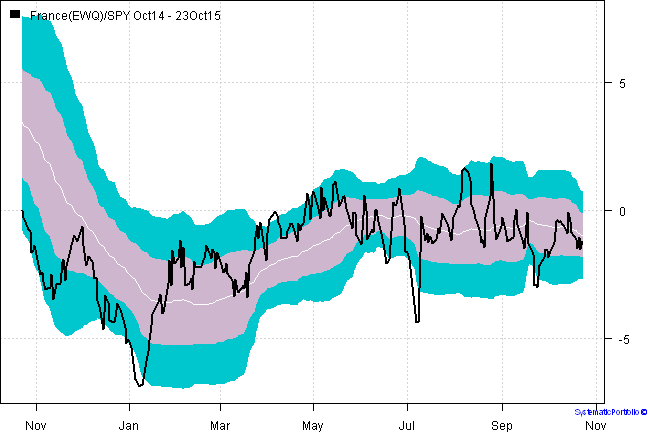 France(EWQ)/SPY Oct14 - 23Oct15
5
0
-5
SystematicPortfolio ©
Nov Jan Mar May Jul Sep Nov